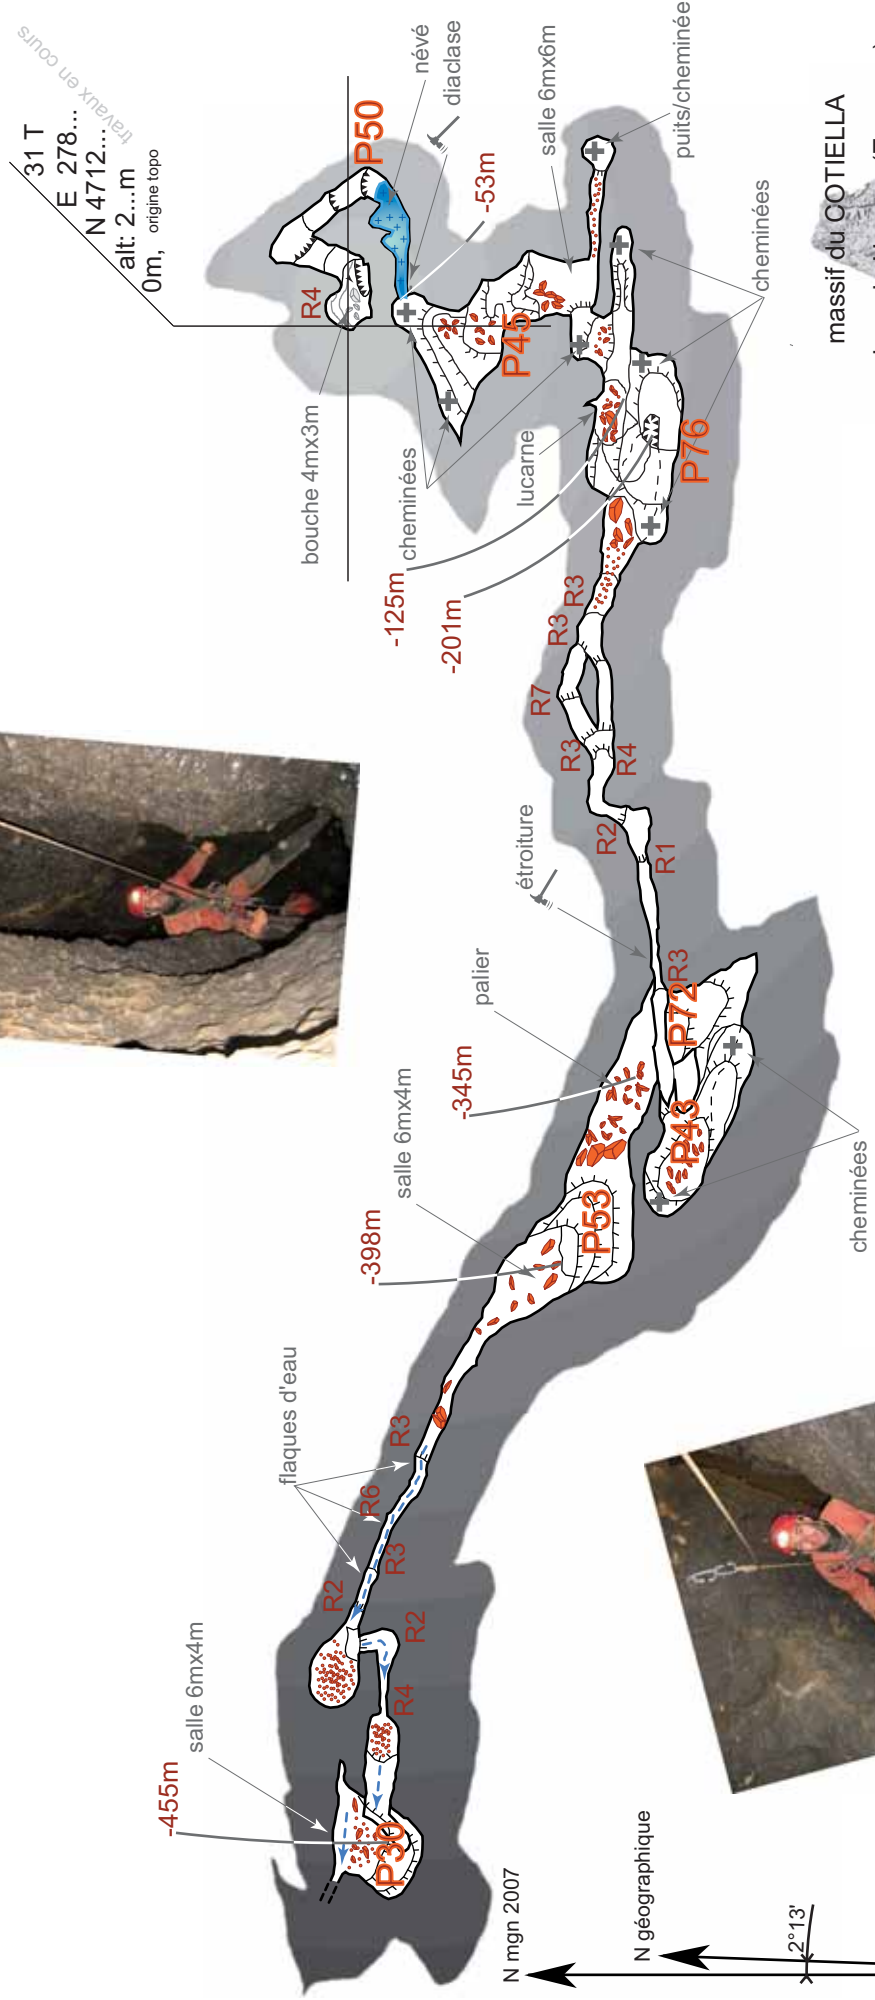 travaux en cours
31 T
E 278...
N 4712...
alt: 2...m
0m, origine topo
P50
névé
diaclase
R4
-53m
salle 6mx6m
puits/cheminée
bouche 4mx3m
cheminées
P45
lucarne
P76
cheminées
massif du COTIELLA
-125m
-201m
R3
R3
R7
R3
R4
R2
R1
étroiture
palier
R3
P72
-345m
P43
salle 6mx4m
P53
-398m
cheminées
flaques d'eau
R3
R6
R3
R2
R2
R4
salle 6mx4m
-455m
P30
N mgn 2007
N géographique
2°13'